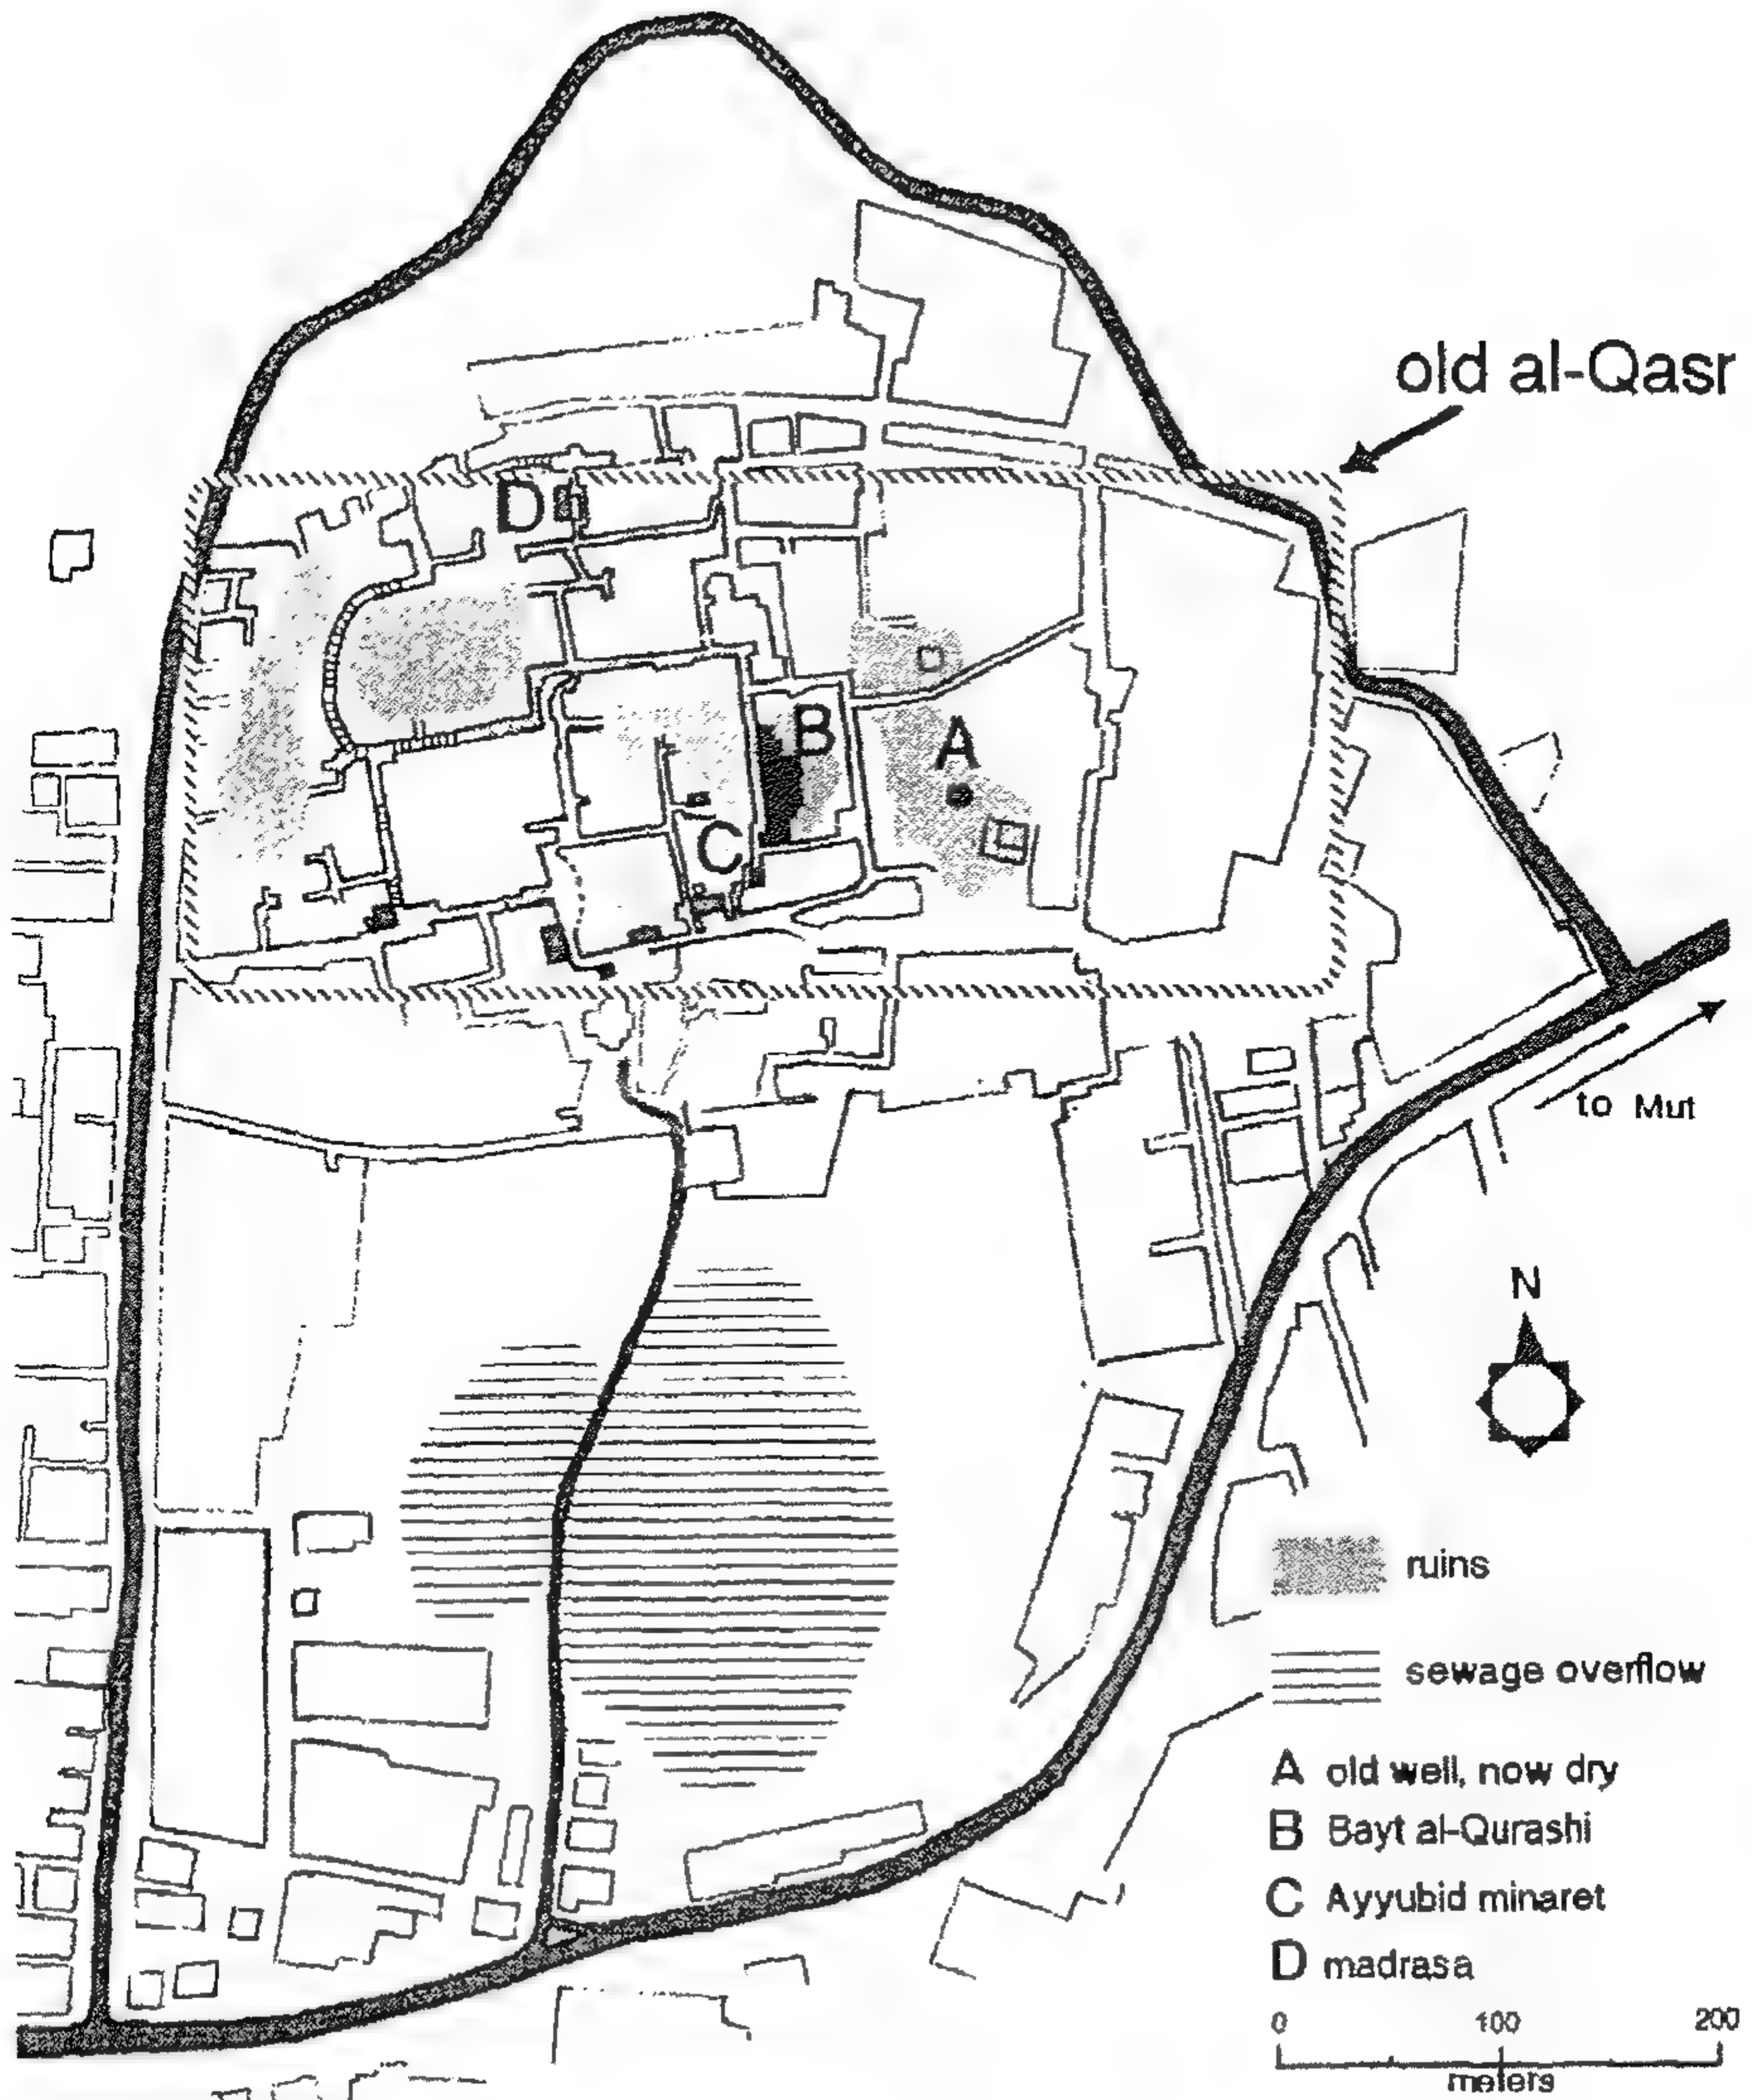 old al-Qasr
D
B
A
C
to Mut
N
ruins
sewage overflow
A old well, now dry
B Bayt al-Qurashi
C Ayyubid minaret
D madrasa
0 100 200
meters